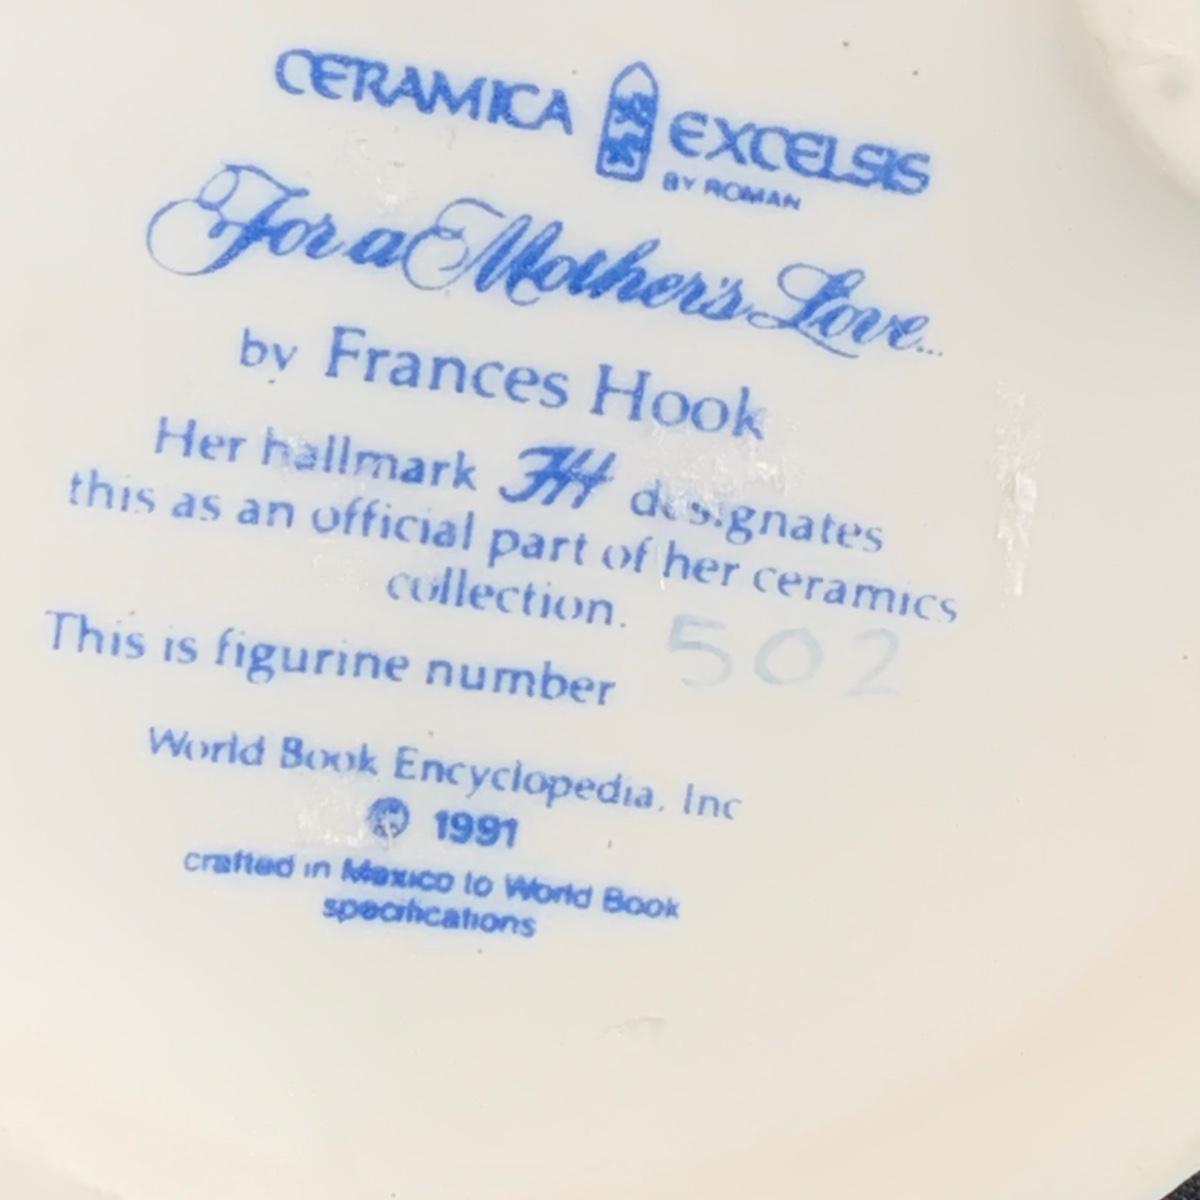 CERAMICA EXCELSIS
BY ROMAN
For a Mother's Love...
by Frances Hook
Her hallmark FH designates
this as an official part of her ceramics
collection.
This is figurine number 502
World Book Encyclopedia, Inc
© 1991
crafted in Mexico to World Book
specifications